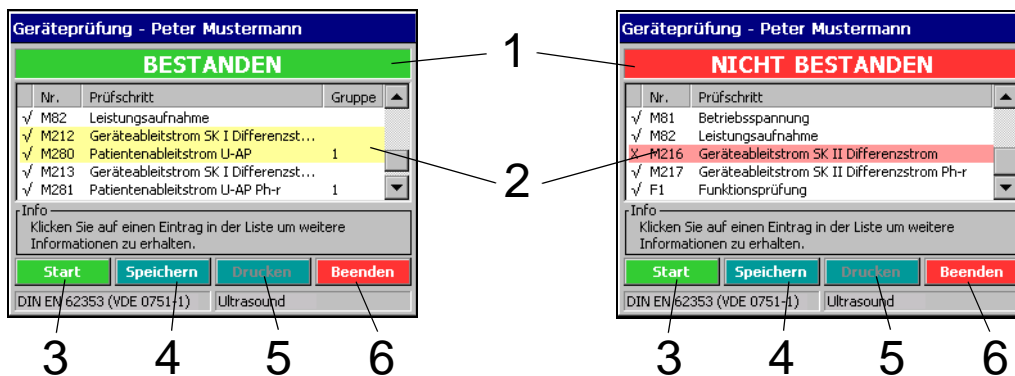 Geräteprüfung - Peter Mustermann
BESTANDEN
Nr. Prüfschritt Gruppe
√ M82 Leistungsaufnahme
√ M212 Geräteableitstrom SK I Differenzst...
√ M280 Patientenableitstrom U-AP 1
√ M213 Geräteableitstrom SK I Differenzst...
√ M281 Patientenableitstrom U-AP Ph-r 1
Info
Klicken Sie auf einen Eintrag in der Liste um weitere
Informationen zu erhalten.
Start Speichern Drucken Beenden
DIN EN 62353 (VDE 0751-1) Ultrasound
3 4 5 6
1
2
Geräteprüfung - Peter Mustermann
NICHT BESTANDEN
Nr. Prüfschritt
√ M81 Betriebsspannung
√ M82 Leistungsaufnahme
X M216 Geräteableitstrom SK II Differenzstrom
√ M217 Geräteableitstrom SK II Differenzstrom Ph-r
√ F1 Funktionsprüfung
Info
Klicken Sie auf einen Eintrag in der Liste um weitere
Informationen zu erhalten.
Start Speichern Drucken Beenden
DIN EN 62353 (VDE 0751-1) Ultrasound
3 4 5 6